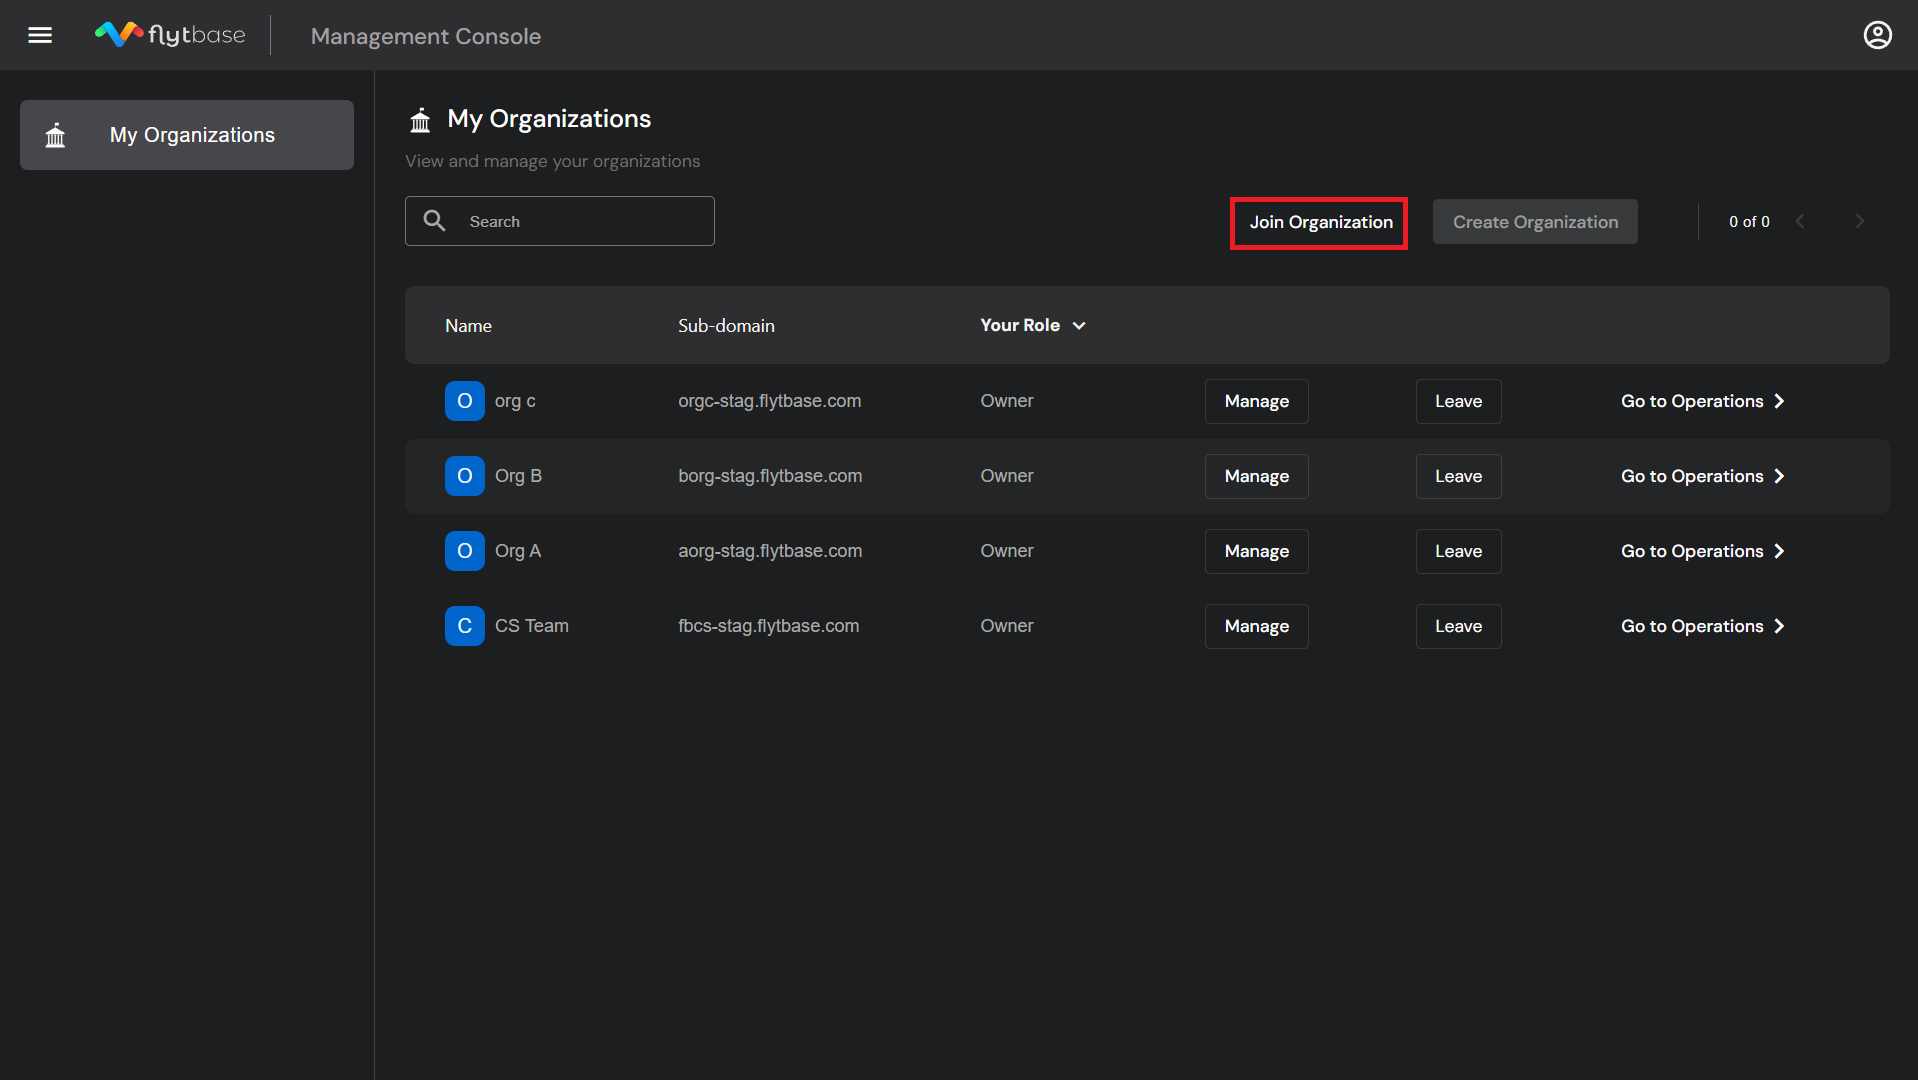 flytbase
Management Console
My Organizations
My Organizations
View and manage your organizations
Search
Join Organization
Create Organization
0 of 0
Name Sub-domain Your Role
O org c orgc-stag.flytbase.com Owner Manage Leave Go to Operations
O Org B borg-stag.flytbase.com Owner Manage Leave Go to Operations
O Org A aorg-stag.flytbase.com Owner Manage Leave Go to Operations
C CS Team fbcs-stag.flytbase.com Owner Manage Leave Go to Operations